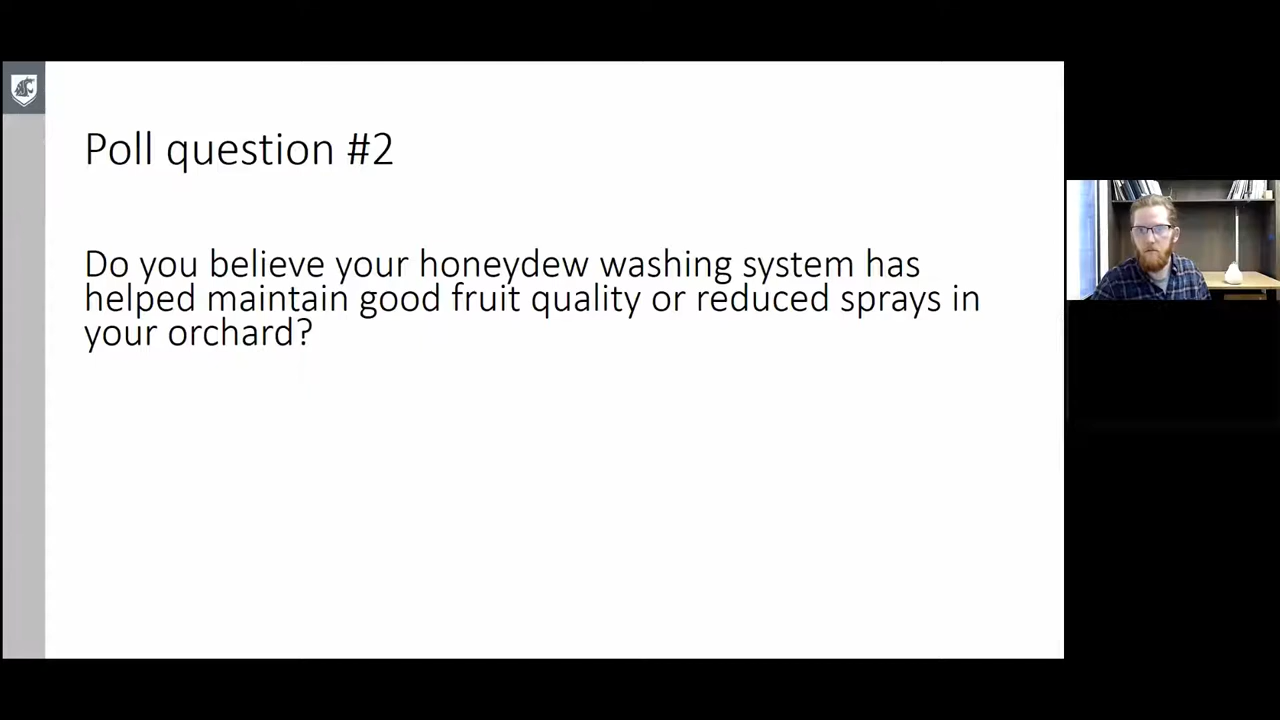 Poll question #2
Do you believe your honeydew washing system has
helped maintain good fruit quality or reduced sprays in
your orchard?